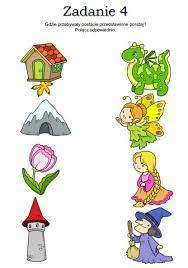 Zadanie 4
Gdzie przebywały postacie przedstawione poniżej?
Połącz odpowiednio.